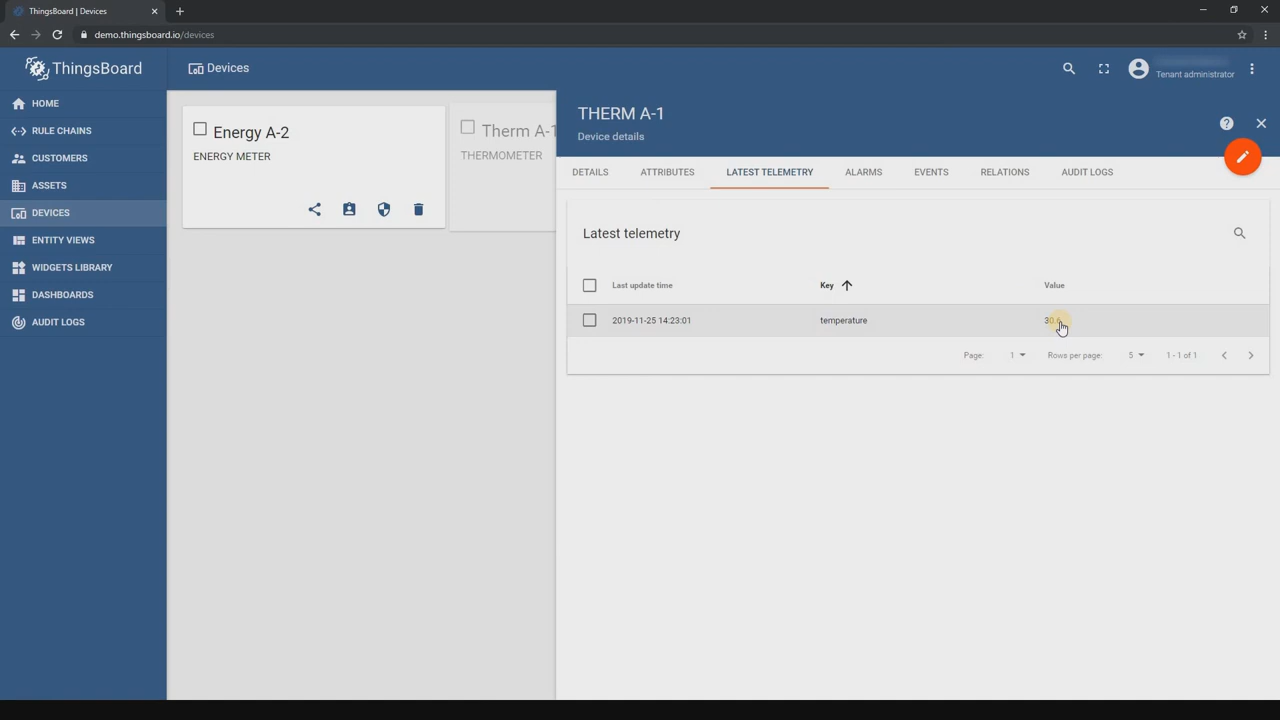 ThingsBoard | Devices
demo.thingsboard.io/devices
ThingsBoard
Devices
Tenant administrator
HOME
RULE CHAINS
CUSTOMERS
ASSETS
DEVICES
ENTITY VIEWS
WIDGETS LIBRARY
DASHBOARDS
AUDIT LOGS
Energy A-2
ENERGY METER
Therm A-1
THERMOMETER
THERM A-1
Device details
DETAILS ATTRIBUTES LATEST TELEMETRY ALARMS EVENTS RELATIONS AUDIT LOGS
Latest telemetry
Last update time Key Value
2019-11-25 14:23:01 temperature
Page: 1 Rows per page: 5 1 - 1 of 1